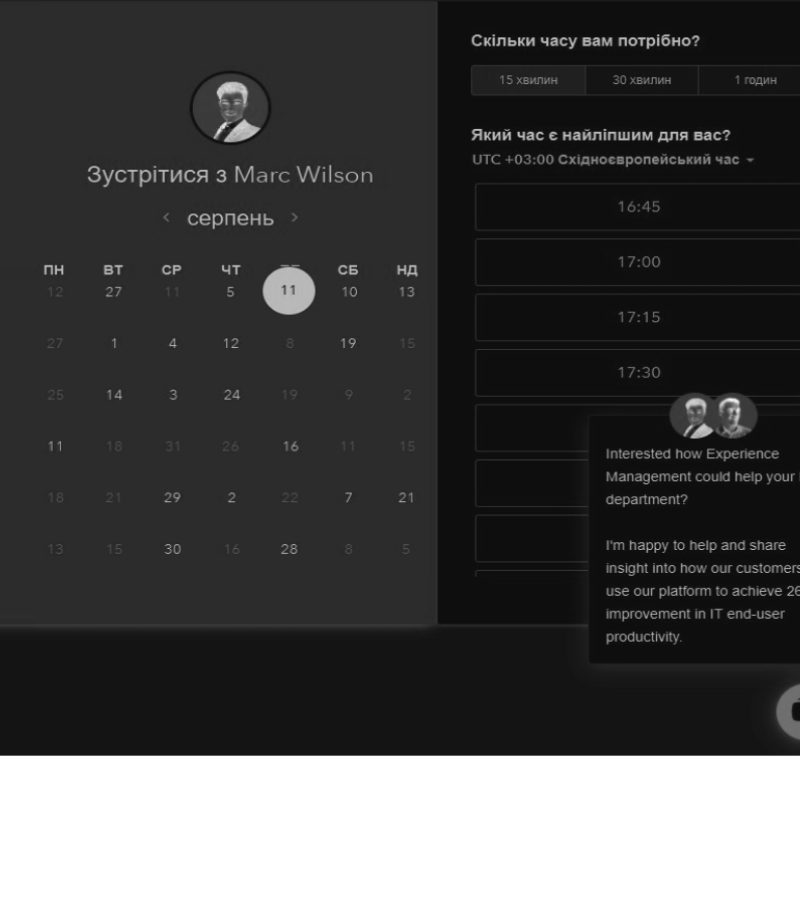 Зустрітися з Marc Wilson
серпень
ПН ВТ СР ЧТ СБ НД
12 27 11 5 11 10 13
27 1 4 12 8 19 15
25 14 3 24 19 9 2
11 18 31 26 16 11 15
18 21 29 2 22 7 21
13 15 30 16 28 8 5
Скільки часу вам потрібно?
15 хвилин 30 хвилин 1 годин
Який час є найліпшим для вас?
UTC +03:00 Східноєвропейський час
16:45
17:00
17:15
17:30
Interested how Experience
Management could help your
department?
I'm happy to help and share
insight into how our customers
use our platform to achieve 26
improvement in IT end-user
productivity.